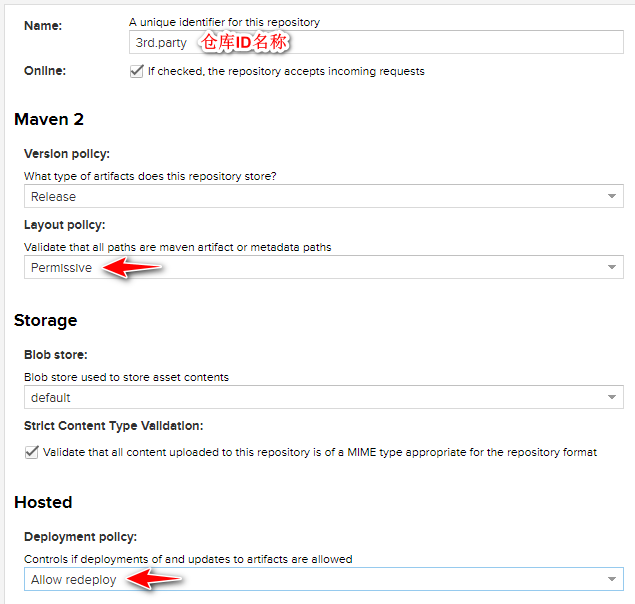 Name:
A unique identifier for this repository
3rd.party 仓库ID名称
Online:
If checked, the repository accepts incoming requests
Maven 2
Version policy:
What type of artifacts does this repository store?
Release
Layout policy:
Validate that all paths are maven artifact or metadata paths
Permissive
Storage
Blob store:
Blob store used to store asset contents
default
Strict Content Type Validation:
Validate that all content uploaded to this repository is of a MIME type appropriate for the repository format
Hosted
Deployment policy:
Controls if deployments of and updates to artifacts are allowed
Allow redeploy